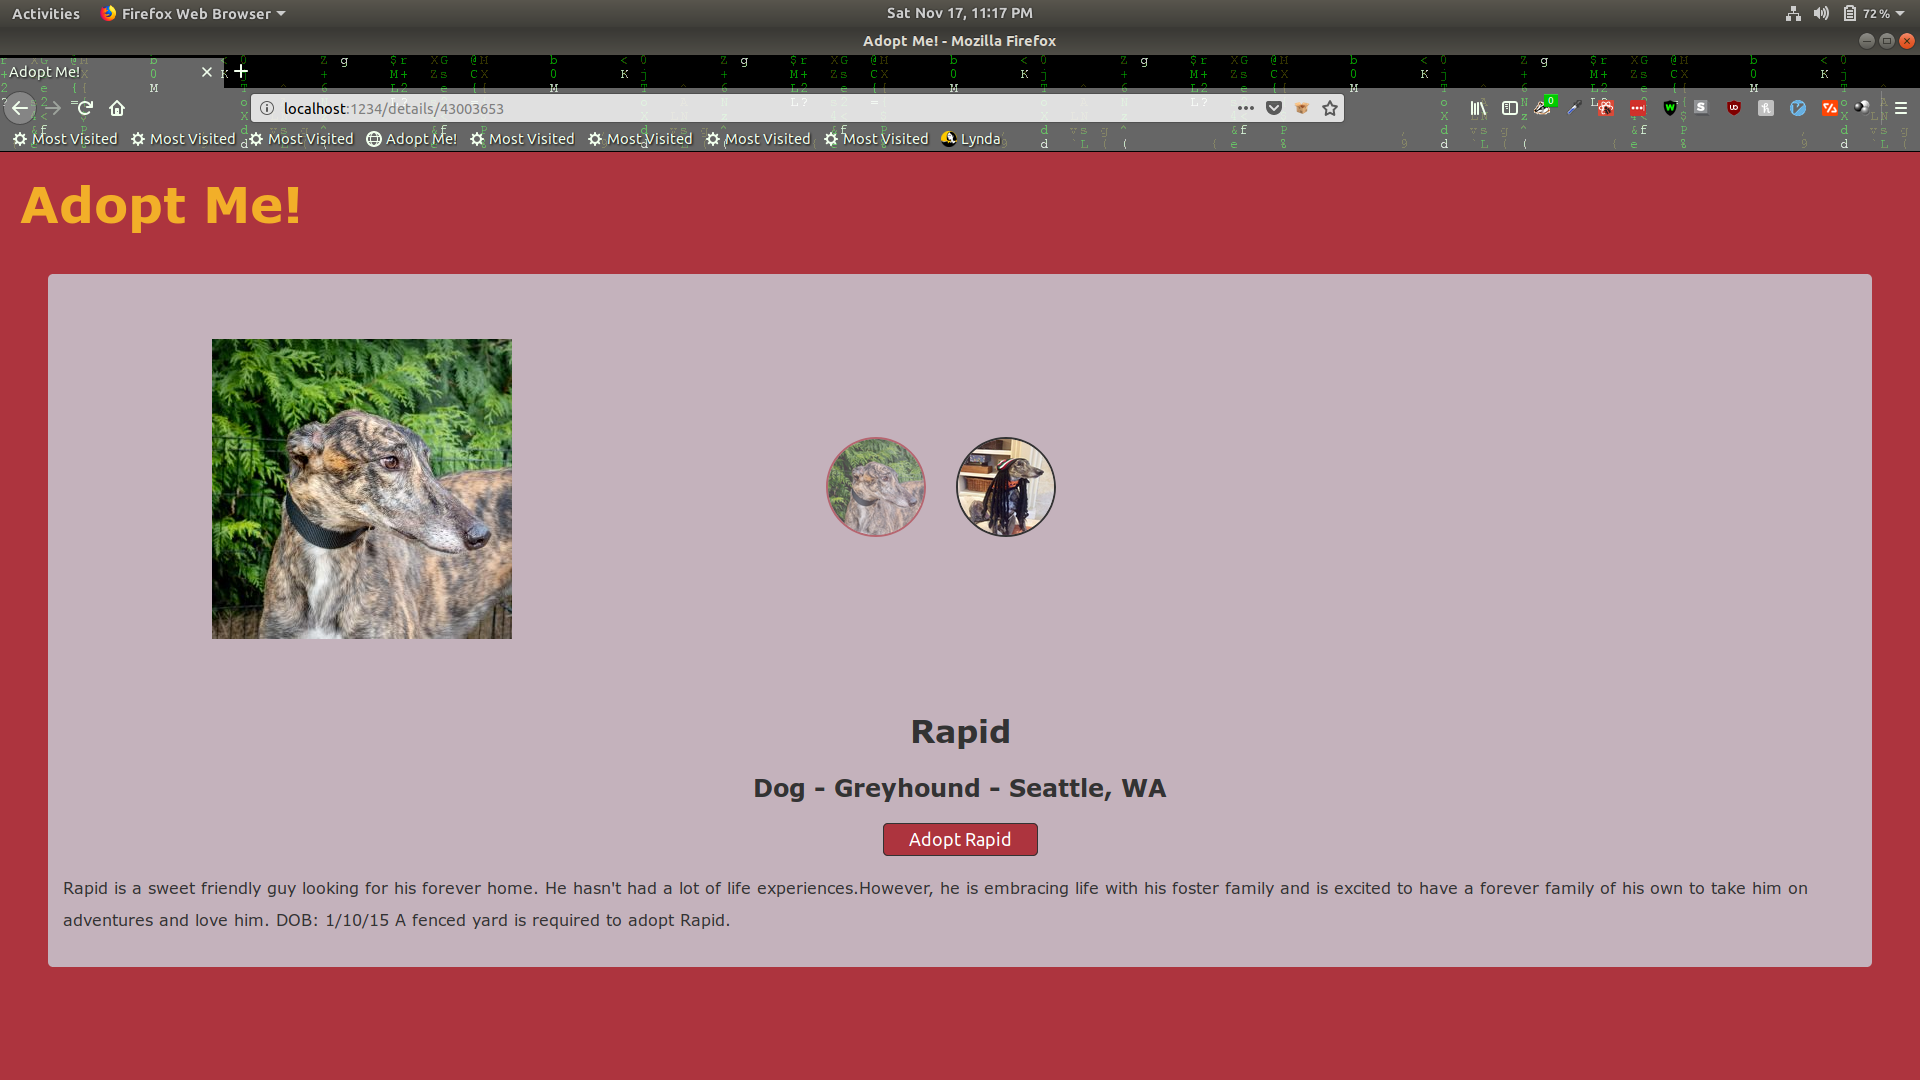 Activities Firefox Web Browser Sat Nov 17, 11:17 PM 72%
Adopt Me! - Mozilla Firefox
Adopt Me!
localhost:1234/details/43003653
Most Visited Most Visited Most Visited Adopt Me! Most Visited Most Visited Most Visited Most Visited Lynda
Adopt Me!
Rapid
Dog - Greyhound - Seattle, WA
Adopt Rapid
Rapid is a sweet friendly guy looking for his forever home. He hasn't had a lot of life experiences.However, he is embracing life with his foster family and is excited to have a forever family of his own to take him on
adventures and love him. DOB: 1/10/15 A fenced yard is required to adopt Rapid.